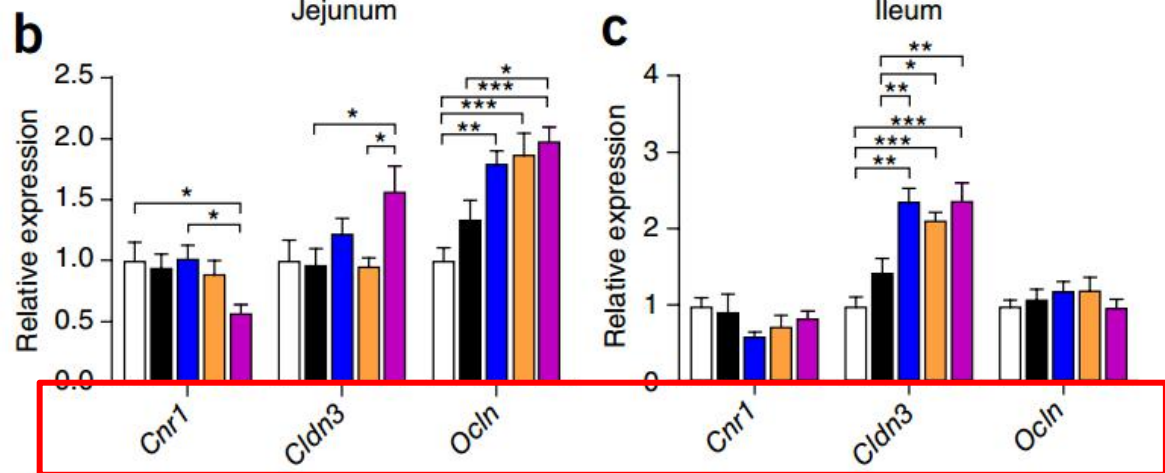 b
Jejunum
Relative expression
2.5
2.0
1.5
1.0
0.5
0.0
*
*
*
*
*
***
***
**
Cnr1
Cldn3
Ocln
c
Ileum
Relative expression
4
3
2
1
0
**
*
**
***
***
**
Cnr1
Cldn3
Ocln